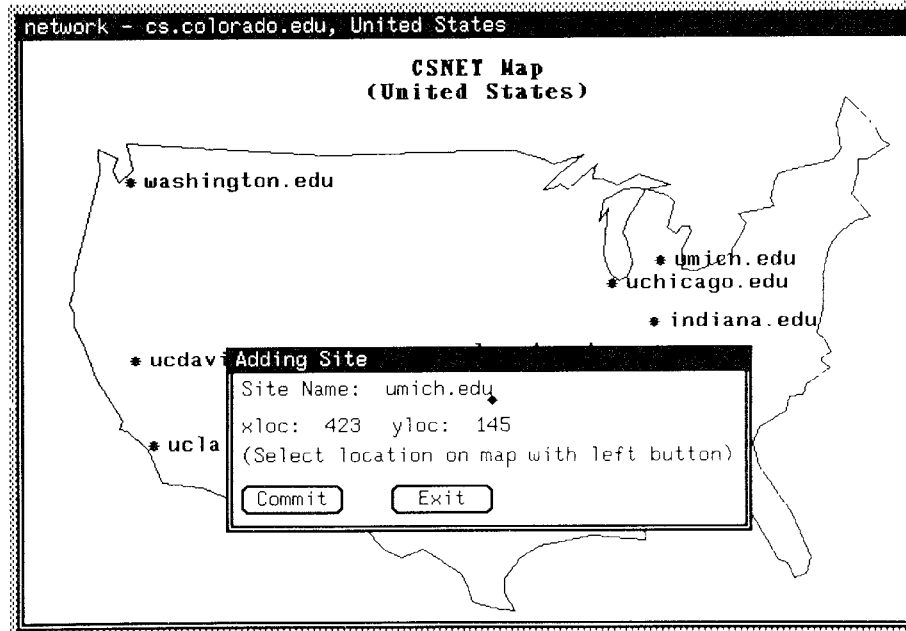 network - cs.colorado.edu, United States
CSNET Map
(United States)
washington.edu
umich.edu
uchicago.edu
indiana.edu
ucdavi
Adding Site
Site Name: umich.edu
xloc: 423 yloc: 145
ucla
(Select location on map with left button)
Commit Exit